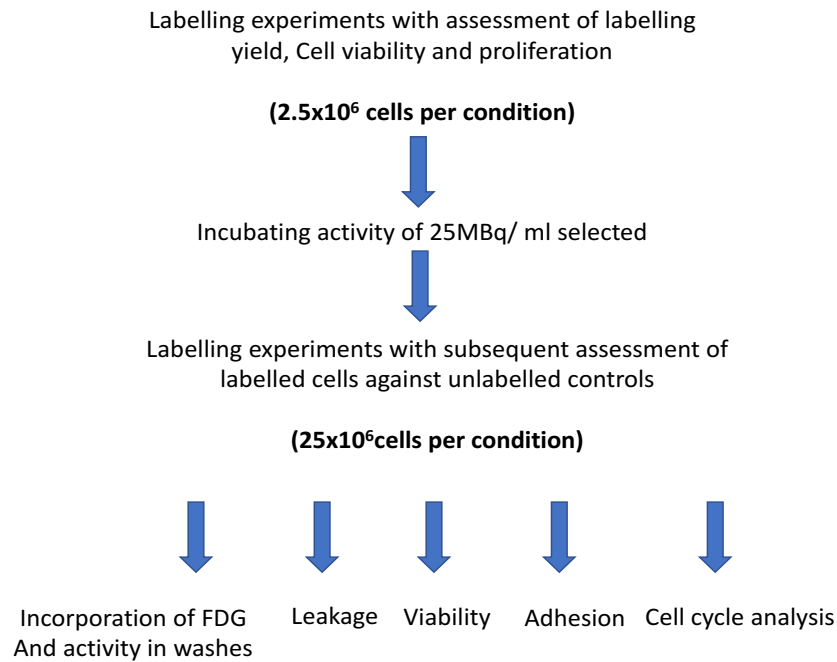 Labelling experiments with assessment of labelling
yield, Cell viability and proliferation
(2.5x10⁶ cells per condition)
Incubating activity of 25MBq/ ml selected
Labelling experiments with subsequent assessment of
labelled cells against unlabelled controls
(25x10⁶cells per condition)
Incorporation of FDG
And activity in washes
Leakage
Viability
Adhesion
Cell cycle analysis